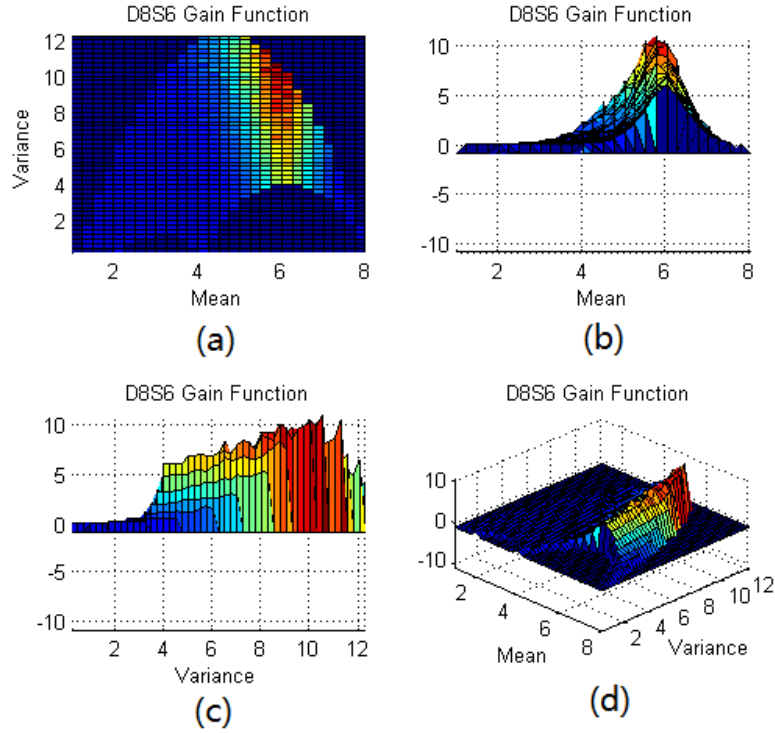 D8S6 Gain Function
12
10
8
6
4
2
Variance
2 4 6 8
Mean
(a)
D8S6 Gain Function
10
5
0
-5
-10
2 4 6 8
Mean
(b)
D8S6 Gain Function
10
5
0
-5
-10
2 4 6 8 10 12
Variance
(c)
D8S6 Gain Function
10
0
-10
2 4 6 8
Mean
2 4 6 8 10 12
Variance
(d)